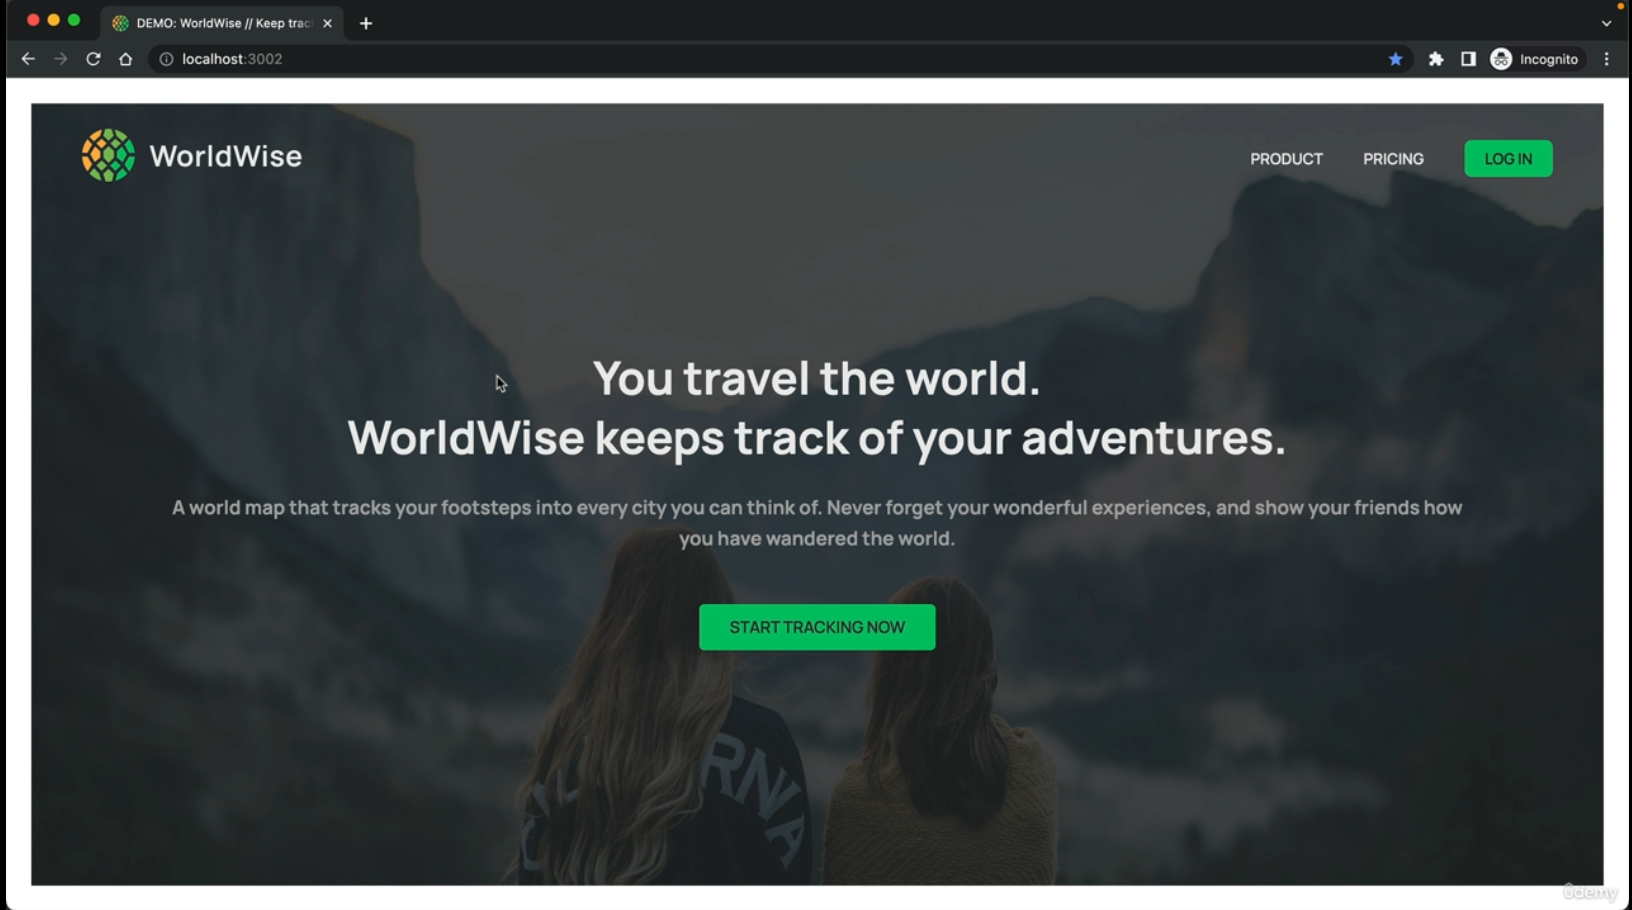 DEMO: WorldWise // Keep trac
localhost:3002
Incognito
WorldWise
PRODUCT
PRICING
LOG IN
You travel the world.
WorldWise keeps track of your adventures.
A world map that tracks your footsteps into every city you can think of. Never forget your wonderful experiences, and show your friends how
you have wandered the world.
START TRACKING NOW
RNA
ûdemy